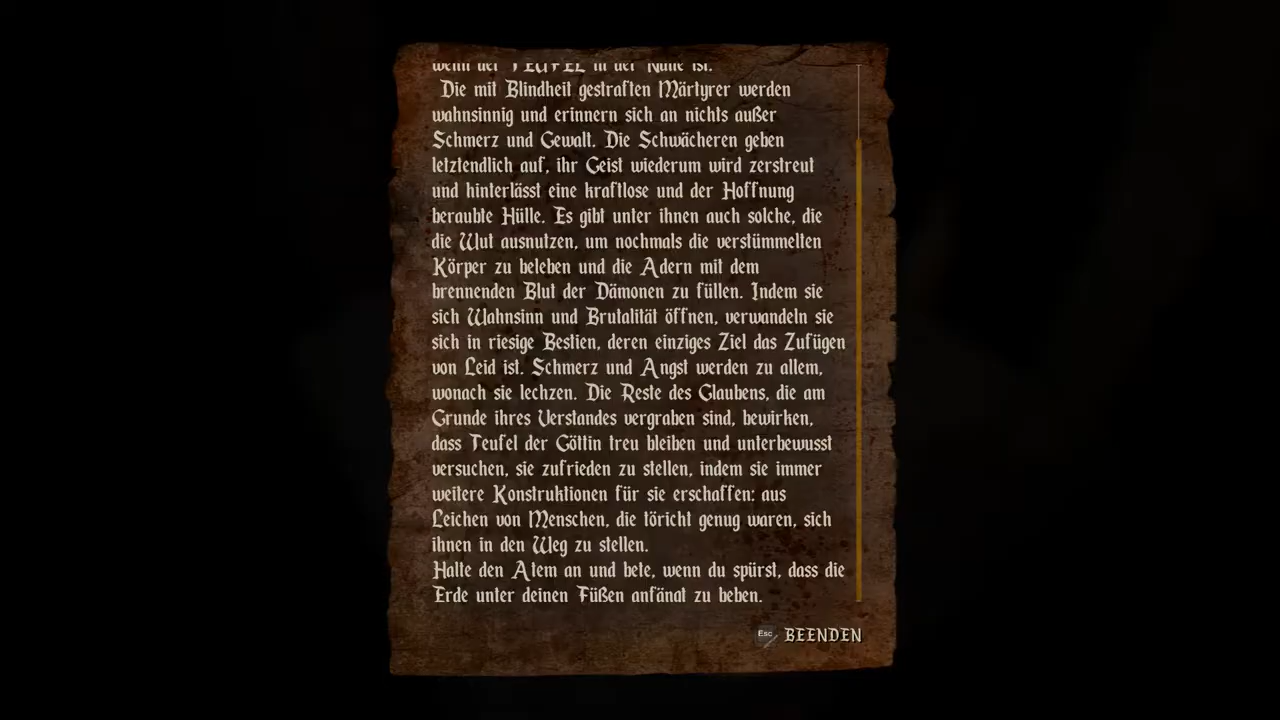 wenn der TEUFEL in der Nähe ist.
Die mit Blindheit gestraften Märtyrer werden
wahnsinnig und erinnern sich an nichts außer
Schmerz und Gewalt. Die Schwächeren geben
letztendlich auf, ihr Geist wiederum wird zerstreut
und hinterlässt eine kraftlose und der Hoffnung
beraubte Hülle. Es gibt unter ihnen auch solche, die
die Wut ausnutzen, um nochmals die verstümmelten
Körper zu beleben und die Adern mit dem
brennenden Blut der Dämonen zu füllen. Indem sie
sich Wahnsinn und Brutalität öffnen, verwandeln sie
sich in riesige Bestien, deren einziges Ziel das Zufügen
von Leid ist. Schmerz und Angst werden zu allem,
wonach sie lechzen. Die Reste des Glaubens, die am
Grunde ihres Verstandes vergraben sind, bewirken,
dass Teufel der Göttin treu bleiben und unterbewusst
versuchen, sie zufrieden zu stellen, indem sie immer
weitere Konstruktionen für sie erschaffen: aus
Leichen von Menschen, die töricht genug waren, sich
ihnen in den Weg zu stellen.
Halte den Atem an und bete, wenn du spürst, dass die
Erde unter deinen Füßen anfängt zu beben.
Esc BEENDEN